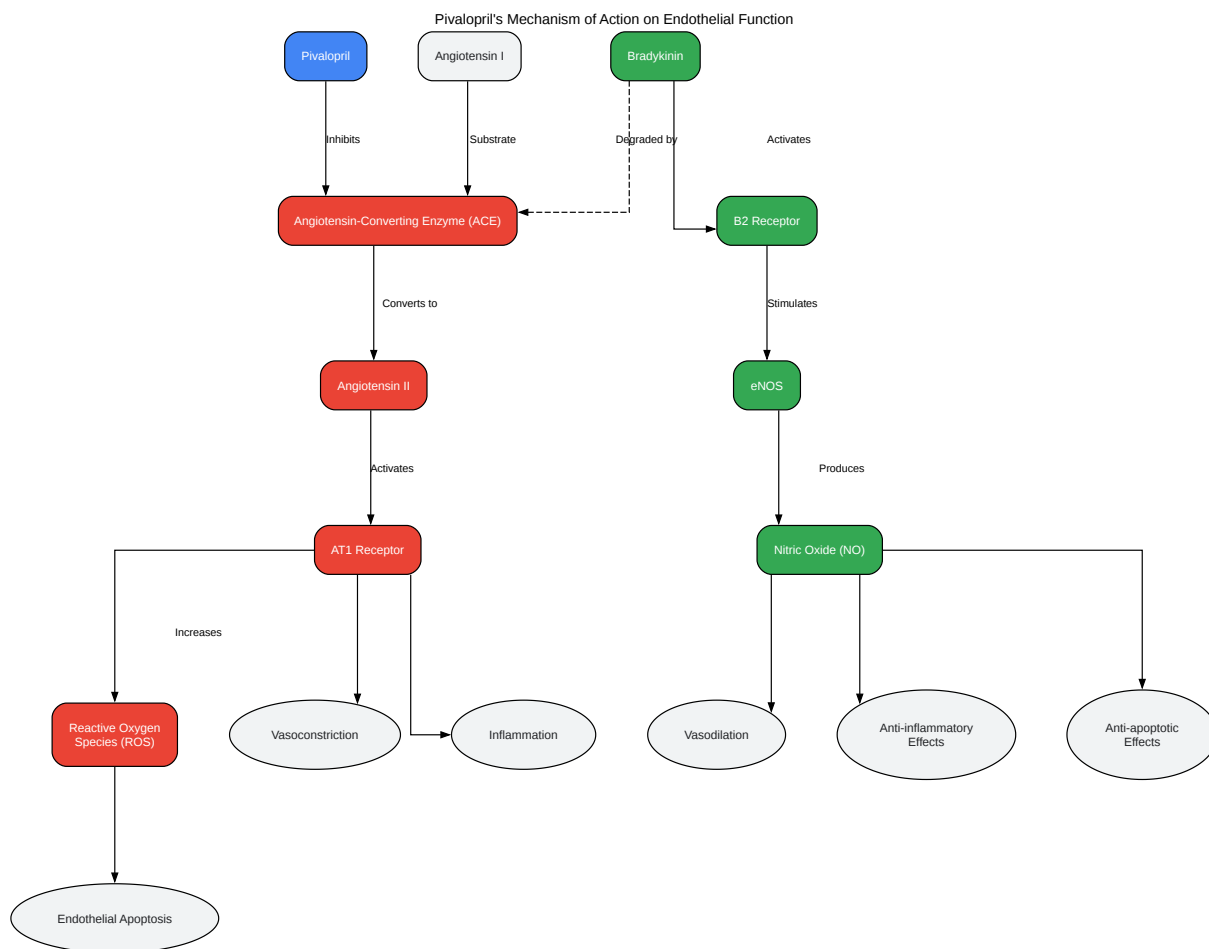 Pivalopril's Mechanism of Action on Endothelial Function
Pivalopril
Angiotensin I
Bradykinin
Inhibits
Substrate
Degraded by
Activates
Angiotensin-Converting Enzyme (ACE)
B2 Receptor
Converts to
Stimulates
Angiotensin II
eNOS
Activates
Produces
AT1 Receptor
Nitric Oxide (NO)
Increases
Reactive Oxygen
Species (ROS)
Vasoconstriction
Inflammation
Vasodilation
Anti-inflammatory
Effects
Anti-apoptotic
Effects
Endothelial Apoptosis